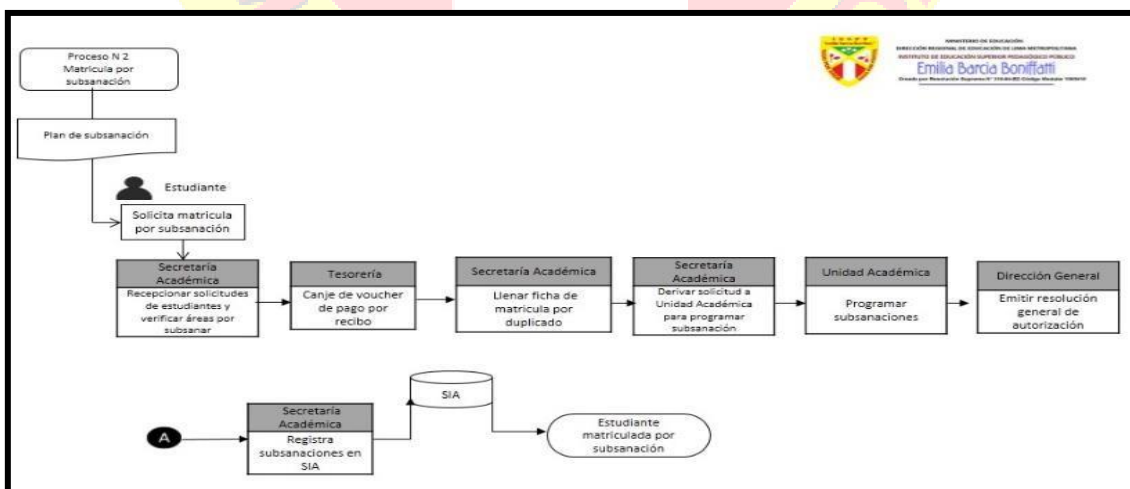 Proceso N 2
Matricula por
subsanación
MINISTERIO DE EDUCACIÓN
DIRECCIÓN REGIONAL DE EDUCACIÓN DE LIMA METROPOLITANA
INSTITUTO DE EDUCACIÓN SUPERIOR PEDAGÓGICO PÚBLICO
Emilia Barcia Boniffatti
Plan de subsanación
Estudiante
Solicita matricula
por subsanación
Secretaría
Académica
Recepcionar solicitudes
de estudiantes y
verificar áreas por
subsanar
Tesorería
Canje de voucher
de pago por
recibo
Secretaría Académica
Llenar ficha de
matricula por
duplicado
Secretaría
Académica
Derivar solicitud a
Unidad Académica
para programar
subsanación
Unidad Académica
Programar
subsanaciones
Dirección General
Emitir resolución
general de
autorización
A
Secretaría
Académica
Registra
subsanaciones en
SIA
SIA
Estudiante
matriculada por
subsanación